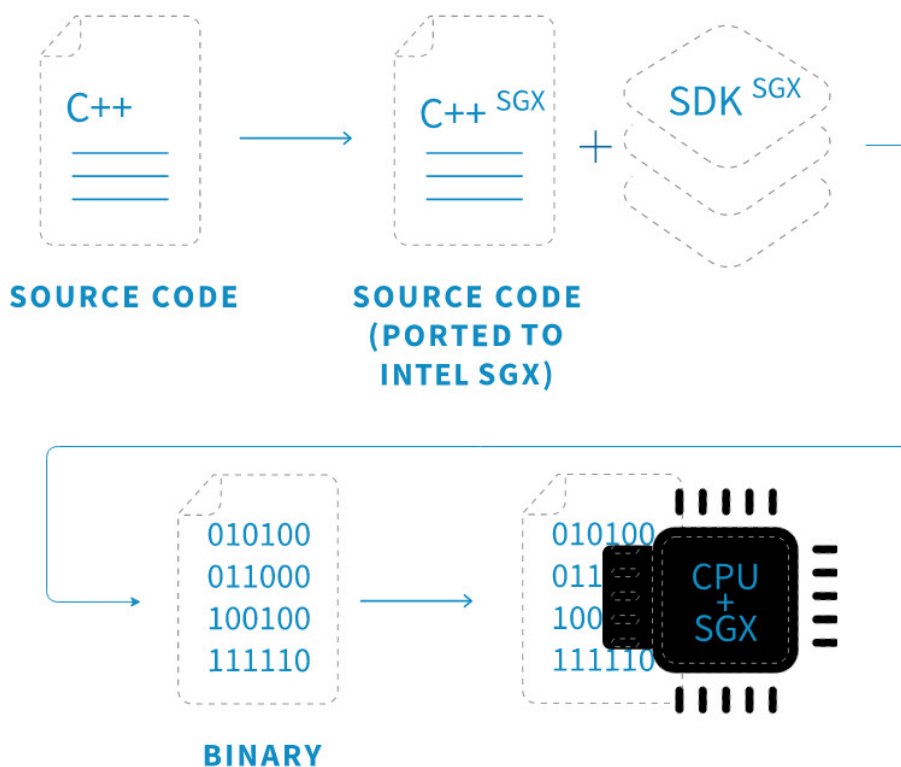 C++
C++ SGX
SDK SGX
SOURCE CODE
SOURCE CODE
(PORTED TO
INTEL SGX)
010100
011000
100100
111110
BINARY
010100
011
100
111110
CPU
+
SGX